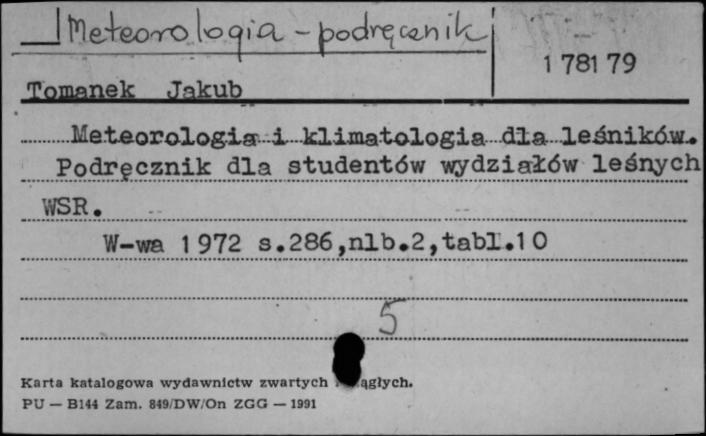 Meteorologia - podręcznik
1 781 79
Tomanek Jakub
Meteorologia i klimatologia dla leśników.
Podręcznik dla studentów wydziałów leśnych
WSR.
W-wa 1972 s.286,nlb.2,tabl.10
5
Karta katalogowa wydawnictw zwartych ągłych.
PU — B144 Zam. 849/DW/On ZGG — 1991